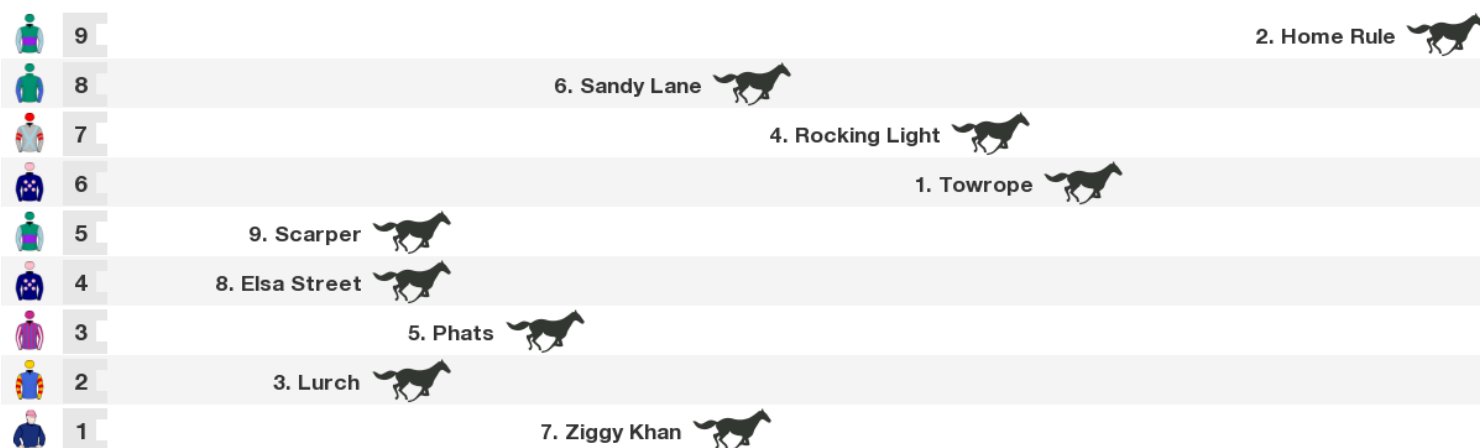 9 2. Home Rule
8 6. Sandy Lane
7 4. Rocking Light
6 1. Towrope
5 9. Scarper
4 8. Elsa Street
3 5. Phats
2 3. Lurch
1 7. Ziggy Khan